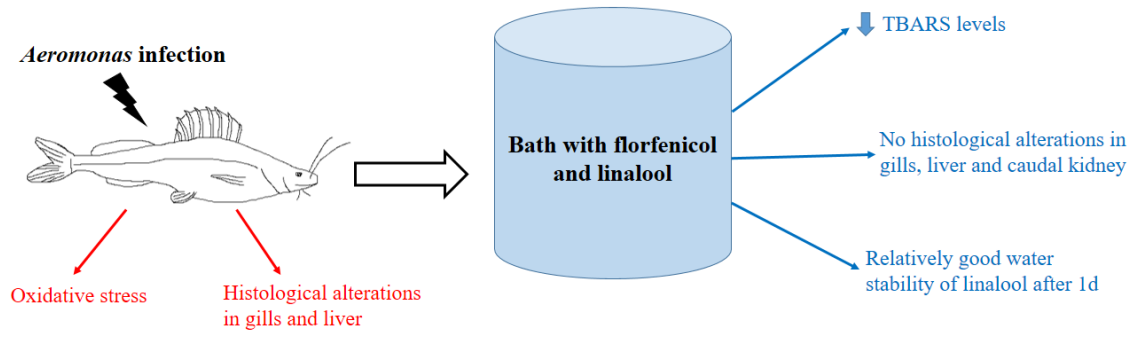 Aeromonas infection
Oxidative stress
Histological alterations
in gills and liver
Bath with florfenicol
and linalool
TBARS levels
No histological alterations in
gills, liver and caudal kidney
Relatively good water
stability of linalool after 1d